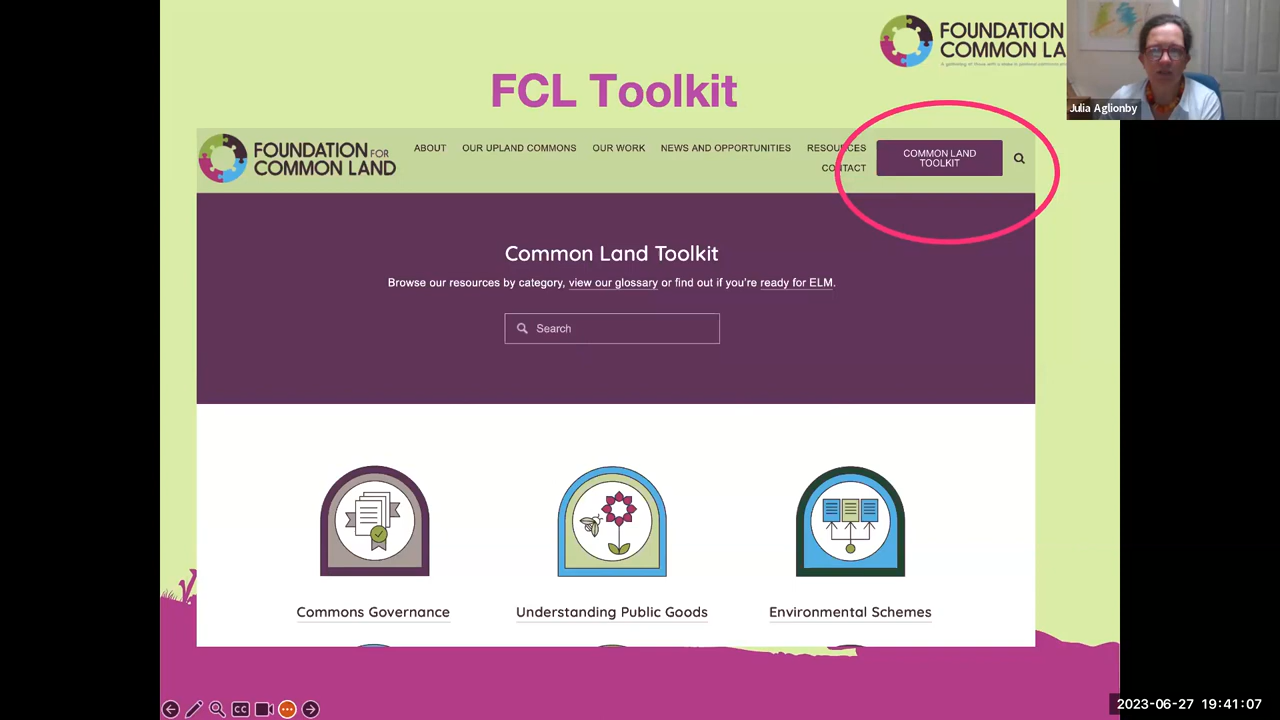 FOUNDATION
COMMON LA
Julia Aglionby
FCL Toolkit
FOUNDATION FOR
COMMON LAND
ABOUT
OUR UPLAND COMMONS
OUR WORK
NEWS AND OPPORTUNITIES
RESOURCES
CONTACT
COMMON LAND
TOOLKIT
Common Land Toolkit
Browse our resources by category, view our glossary or find out if you're ready for ELM.
Search
Commons Governance
Understanding Public Goods
Environmental Schemes
CC
2023-06-27 19:41:07